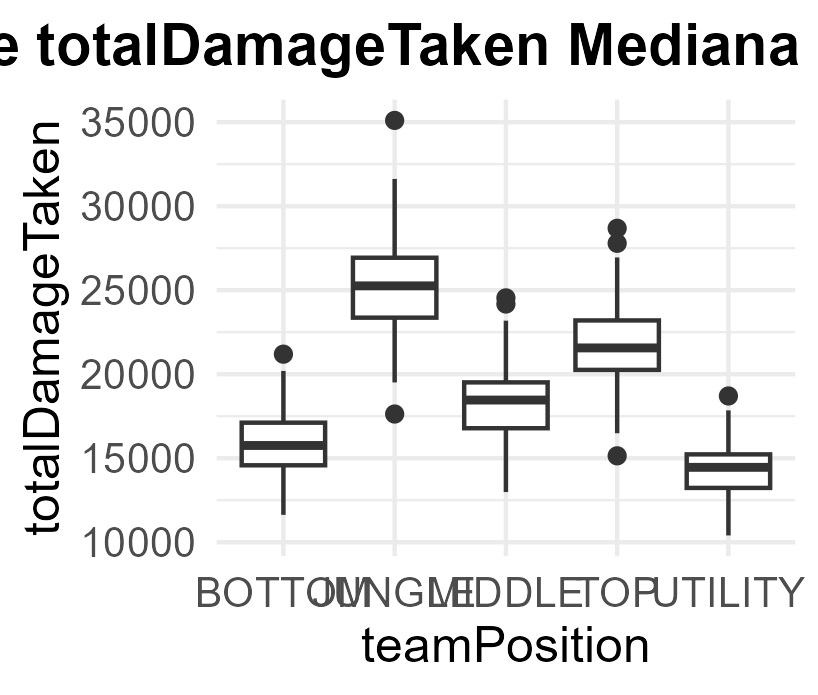 e totalDamageTaken Mediana
totalDamageTaken
35000
30000
25000
20000
15000
10000
BOTTOM JUNGLE MIDDLE TOP UTILITY
teamPosition